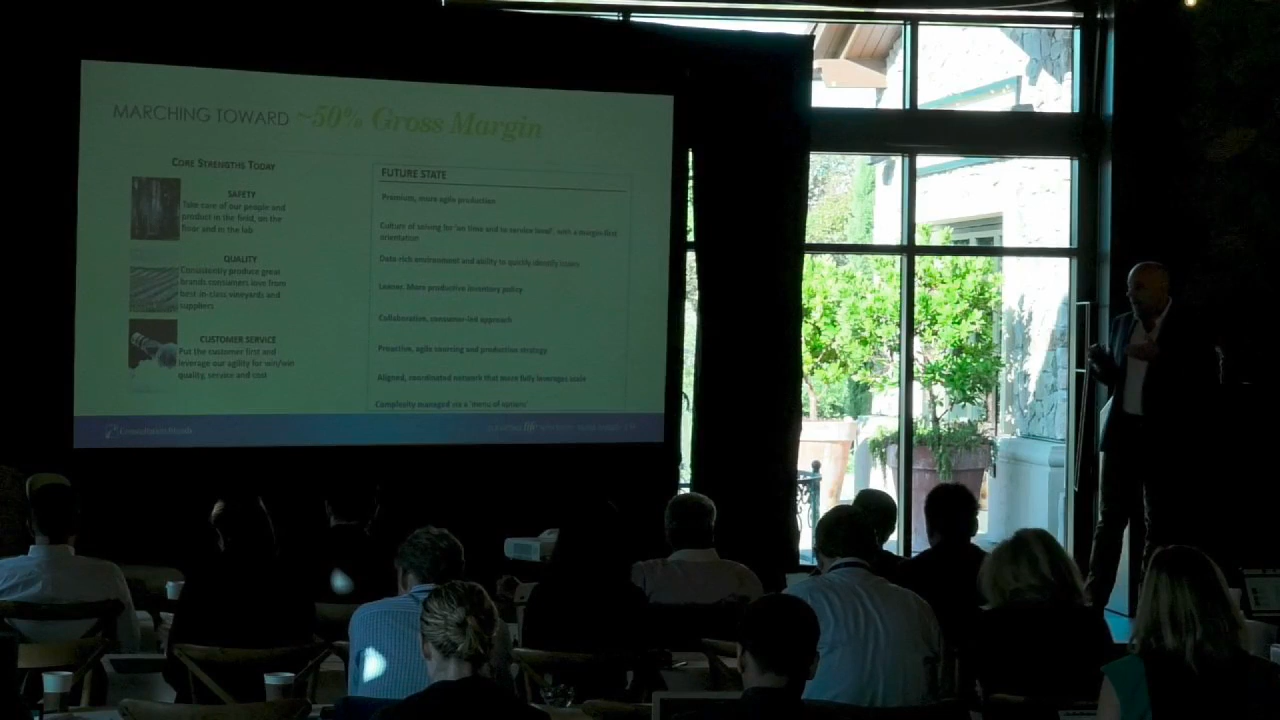 MARCHING TOWARD ~50% Gross Margin
CORE STRENGTHS TODAY
SAFETY
Take care of our people and
product in the field, on the
floor and in the lab
QUALITY
Consistently produce great
brands consumers love from
best-in-class vineyards and
suppliers
CUSTOMER SERVICE
Put the customer first and
leverage our agility for win/win
quality, service and cost
FUTURE STATE
Premium, more agile production
Culture of solving for 'on time and to service level', with a margin-first
orientation
Data-rich environment and ability to quickly identify issues
Leaner, More productive inventory policy
Collaborative, consumer-led approach
Proactive, agile sourcing and production strategy
Aligned, coordinated network that more fully leverages scale
Complexity managed via a 'menu of options'
Constellation Brands
life